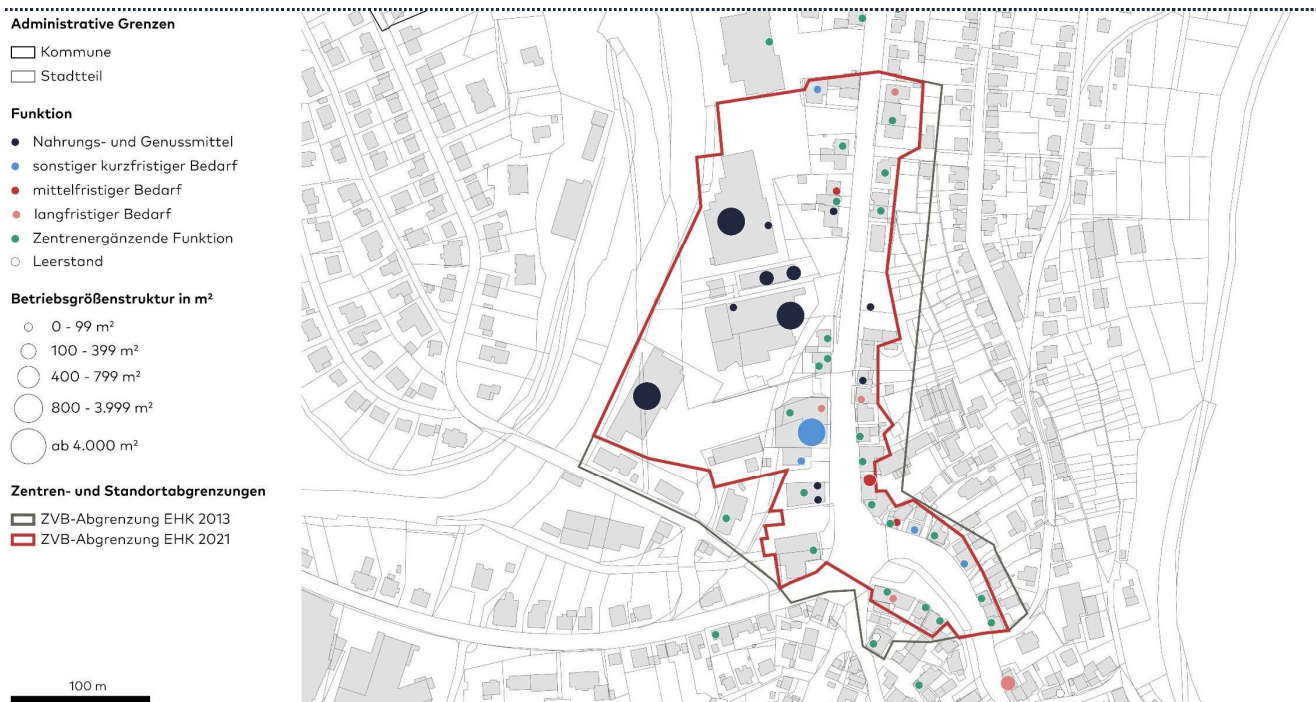 Administrative Grenzen
Kommune
Stadtteil
Funktion
Nahrungs- und Genussmittel
sonstiger kurzfristiger Bedarf
mittelfristiger Bedarf
langfristiger Bedarf
Zentrenergänzende Funktion
Leerstand
Betriebsgrößenstruktur in m²
0 - 99 m²
100 - 399 m²
400 - 799 m²
800 - 3.999 m²
ab 4.000 m²
Zentren- und Standortabgrenzungen
ZVB-Abgrenzung EHK 2013
ZVB-Abgrenzung EHK 2021
100 m